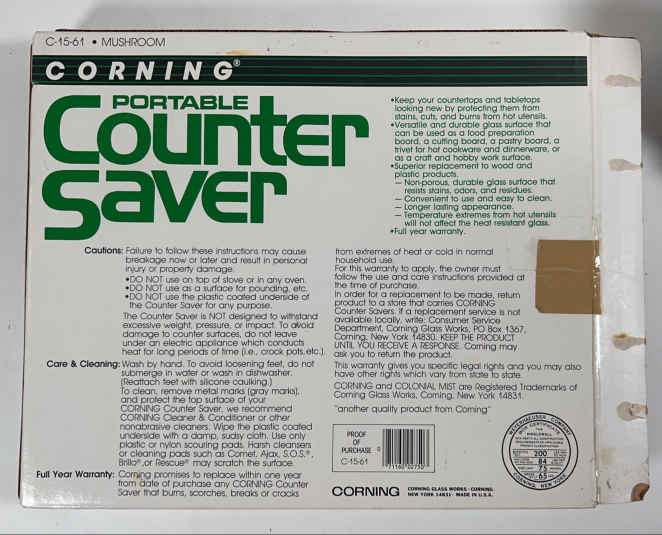 C-15-61 • MUSHROOM
CORNING®
PORTABLE
Counter
Saver
•Keep your countertops and tabletops
looking new by protecting them from
stains, cuts, and burns from hot utensils.
•Versatile and durable glass surface that
can be used as a food preparation
board, a cutting board, a pastry board, a
trivet for hot cookware and dinnerware, or
as a craft and hobby work surface.
•Superior replacement to wood and
plastic products.
— Non-porous, durable glass surface that
resists stains, odors, and residues.
— Convenient to use and easy to clean.
— Longer lasting appearance.
— Temperature extremes from hot utensils
will not affect the heat resistant glass.
•Full year warranty.
Cautions: Failure to follow these instructions may cause
breakage now or later and result in personal
injury or property damage.
•DO NOT use on top of stove or in any oven.
•DO NOT use as a surface for pounding, etc.
•DO NOT use the plastic coated underside of
the Counter Saver for any purpose.
The Counter Saver is NOT designed to withstand
excessive weight, pressure, or impact. To avoid
damage to counter surfaces, do not leave
under an electric appliance which conducts
heat for long periods of time (i.e., crock pots,etc.).
Care & Cleaning: Wash by hand. To avoid loosening feet, do not
submerge in water or wash in dishwasher.
(Reattach feet with silicone caulking.)
To clean, remove metal marks (gray marks),
and protect the top surface of your
CORNING Counter Saver, we recommend
CORNING Cleaner & Conditioner or other
nonabrasive cleaners. Wipe the plastic coated
underside with a damp, sudsy cloth. Use only
plastic or nylon scouring pads. Harsh cleansers
or cleaning pads such as Comet, Ajax, S.O.S.®,
Brillo®,or Rescue® may scratch the surface.
Full Year Warranty: Corning promises to replace within one year
from date of purchase any CORNING Counter
Saver that burns, scorches, breaks or cracks
from extremes of heat or cold in normal
household use.
For this warranty to apply, the owner must
follow the use and care instructions provided at
the time of purchase.
In order for a replacement to be made, return
product to a store that carries CORNING
Counter Savers. If a replacement service is not
available locally, write: Consumer Service
Department, Corning Glass Works, PO Box 1367,
Corning, New York 14830. KEEP THE PRODUCT
UNTIL YOU RECEIVE A RESPONSE. Corning may
ask you to return the product.
This warranty gives you specific legal rights and you may also
have other rights which vary from state to state.
CORNING and COLONIAL MIST are Registered Trademarks of
Corning Glass Works, Corning, New York 14831.
"another quality product from Corning"
PROOF
OF
PURCHASE
C-15-61
0
71160 02750
CORNING
CORNING GLASS WORKS · CORNING,
NEW YORK 14831 · MADE IN U.S.A.
WEYERHAEUSER COMPANY
BOX CERTIFICATE
200
84
75
65
CORNING, NEW YORK